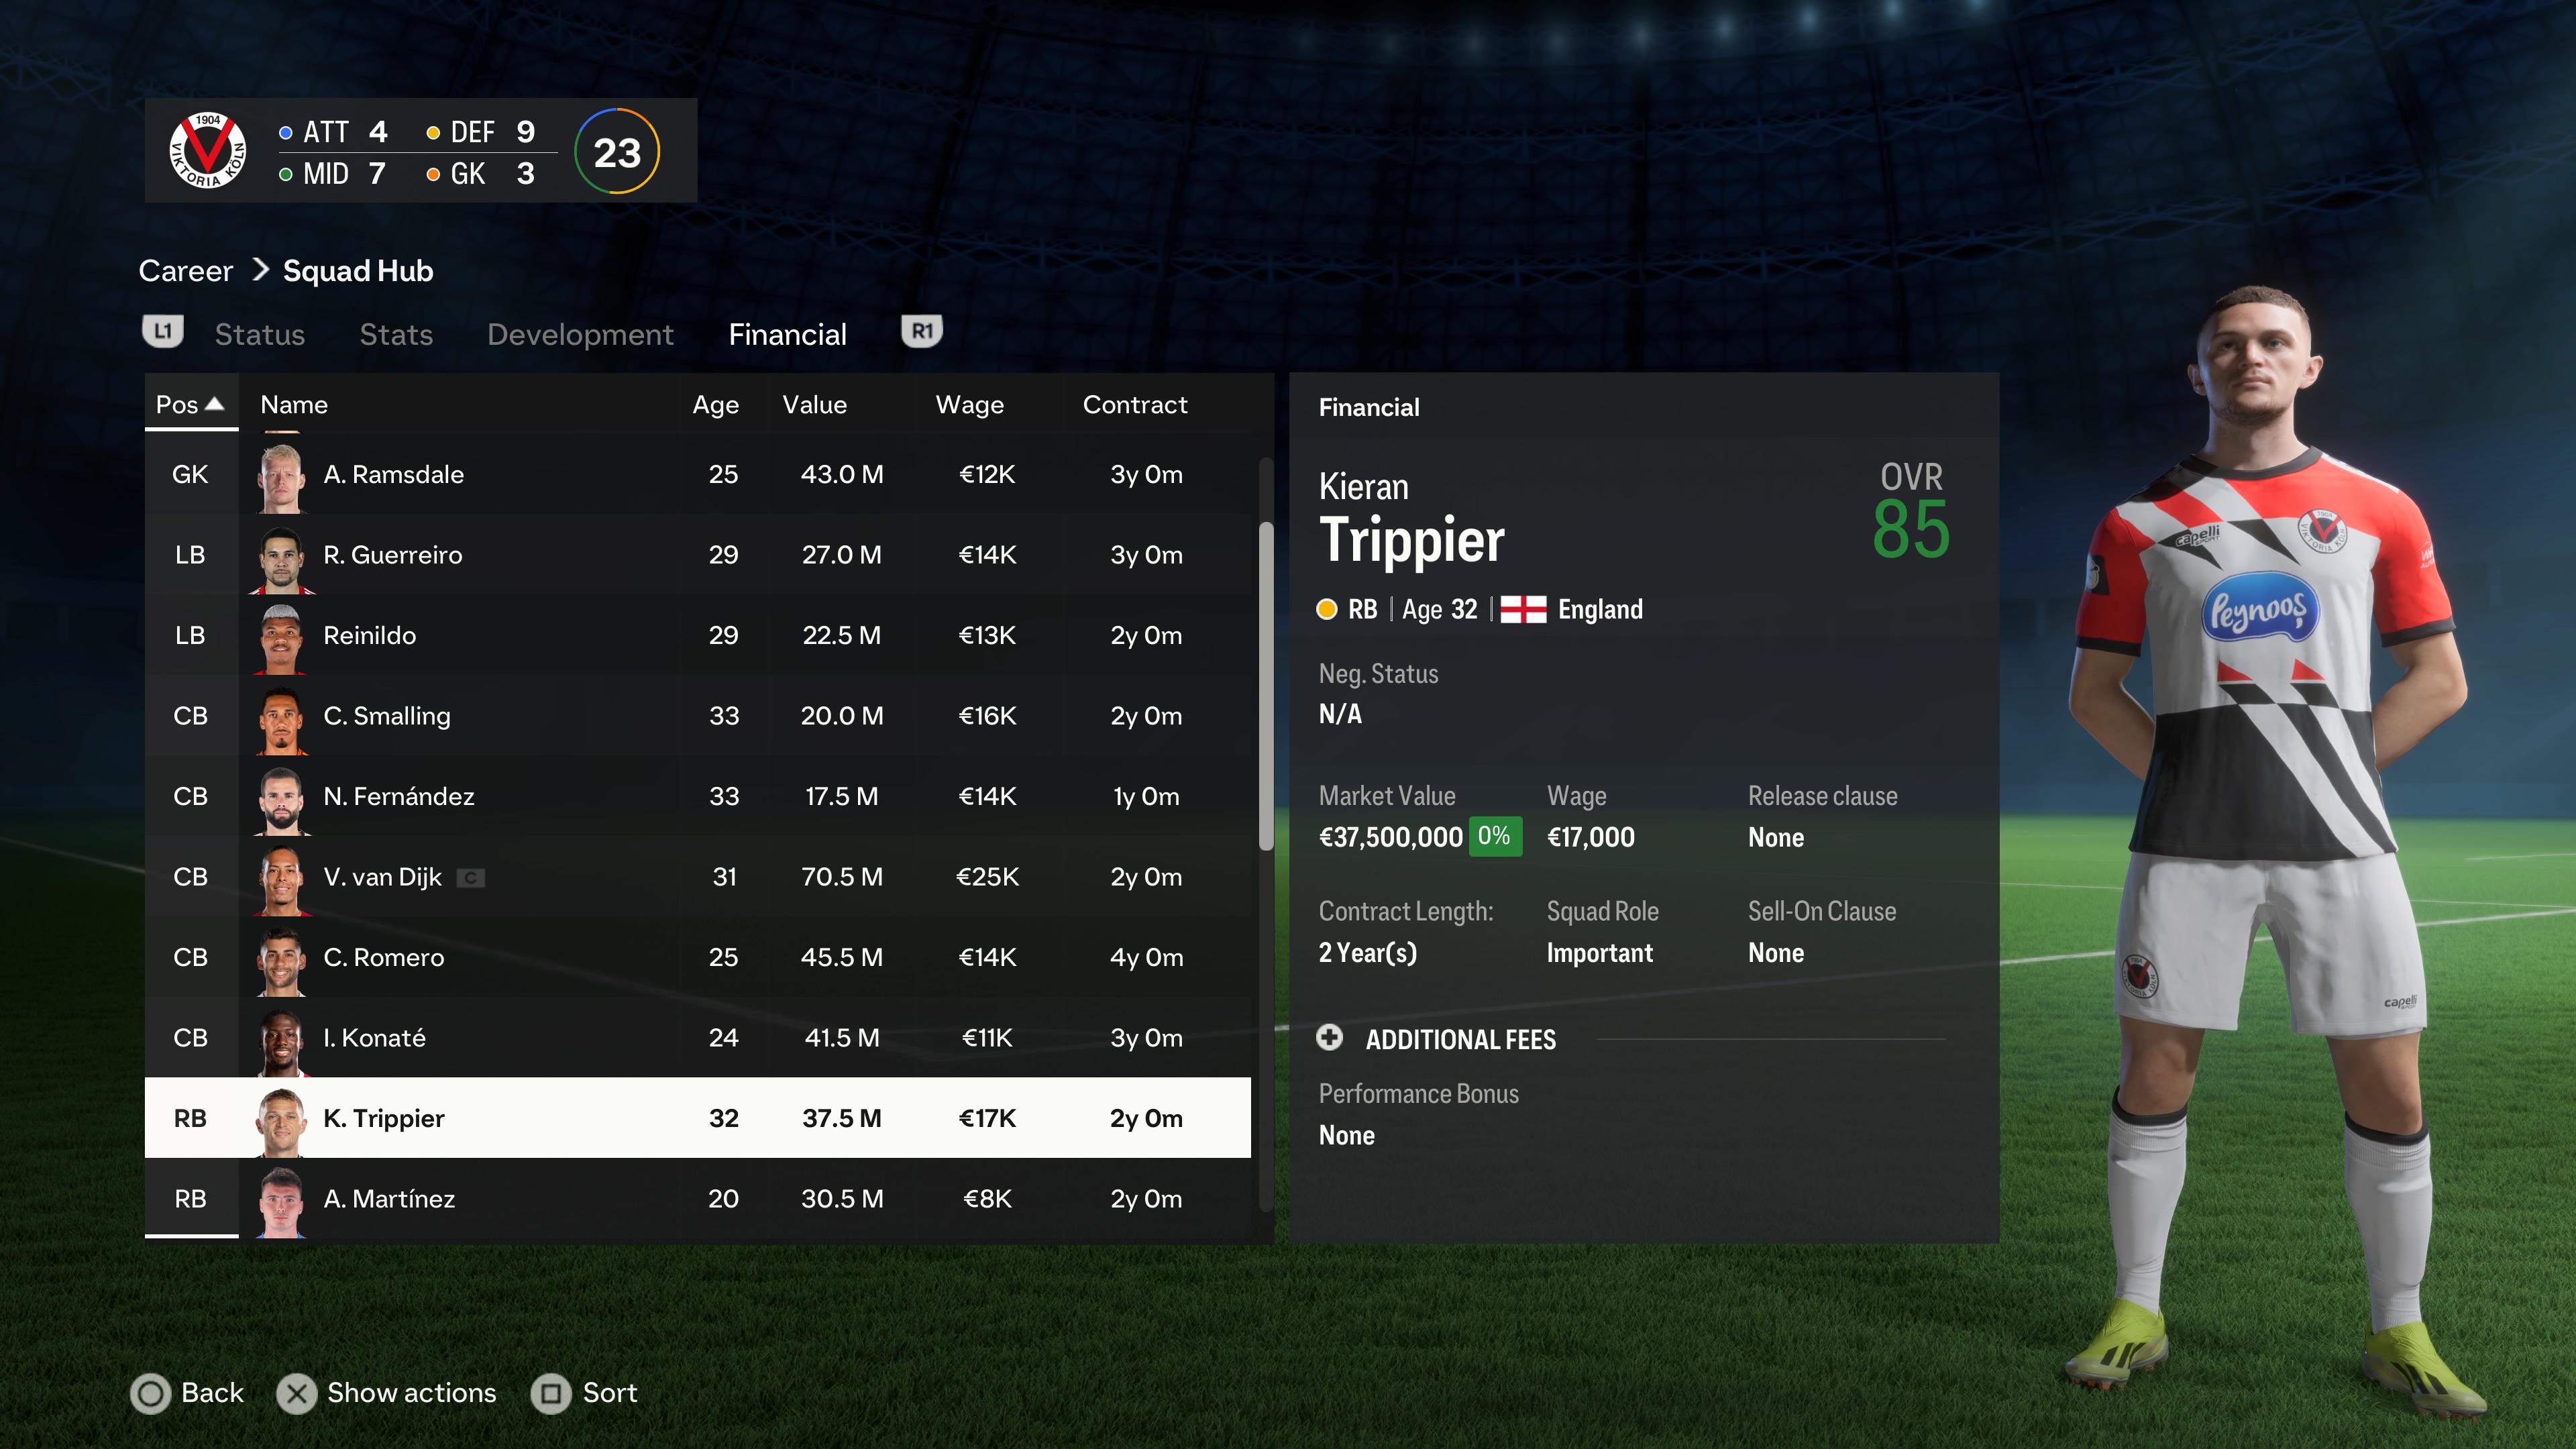 1904
VIKTORIA KÖLN
ATT 4 DEF 9
MID 7 GK 3
23
Career > Squad Hub
L1 Status Stats Development Financial R1
Pos Name Age Value Wage Contract
GK A. Ramsdale 25 43.0 M €12K 3y 0m
LB R. Guerreiro 29 27.0 M €14K 3y 0m
LB Reinildo 29 22.5 M €13K 2y 0m
CB C. Smalling 33 20.0 M €16K 2y 0m
CB N. Fernández 33 17.5 M €14K 1y 0m
CB V. van Dijk C 31 70.5 M €25K 2y 0m
CB C. Romero 25 45.5 M €14K 4y 0m
CB I. Konaté 24 41.5 M €11K 3y 0m
RB K. Trippier 32 37.5 M €17K 2y 0m
RB A. Martínez 20 30.5 M €8K 2y 0m
Financial
Kieran
Trippier
OVR
85
RB | Age 32 | England
Neg. Status
N/A
Market Value Wage Release clause
€37,500,000 0% €17,000 None
Contract Length: Squad Role Sell-On Clause
2 Year(s) Important None
ADDITIONAL FEES
Performance Bonus
None
capelli
SPORT
1904
VIKTORIA KÖLN
Peynoos
capelli
Back Show actions Sort